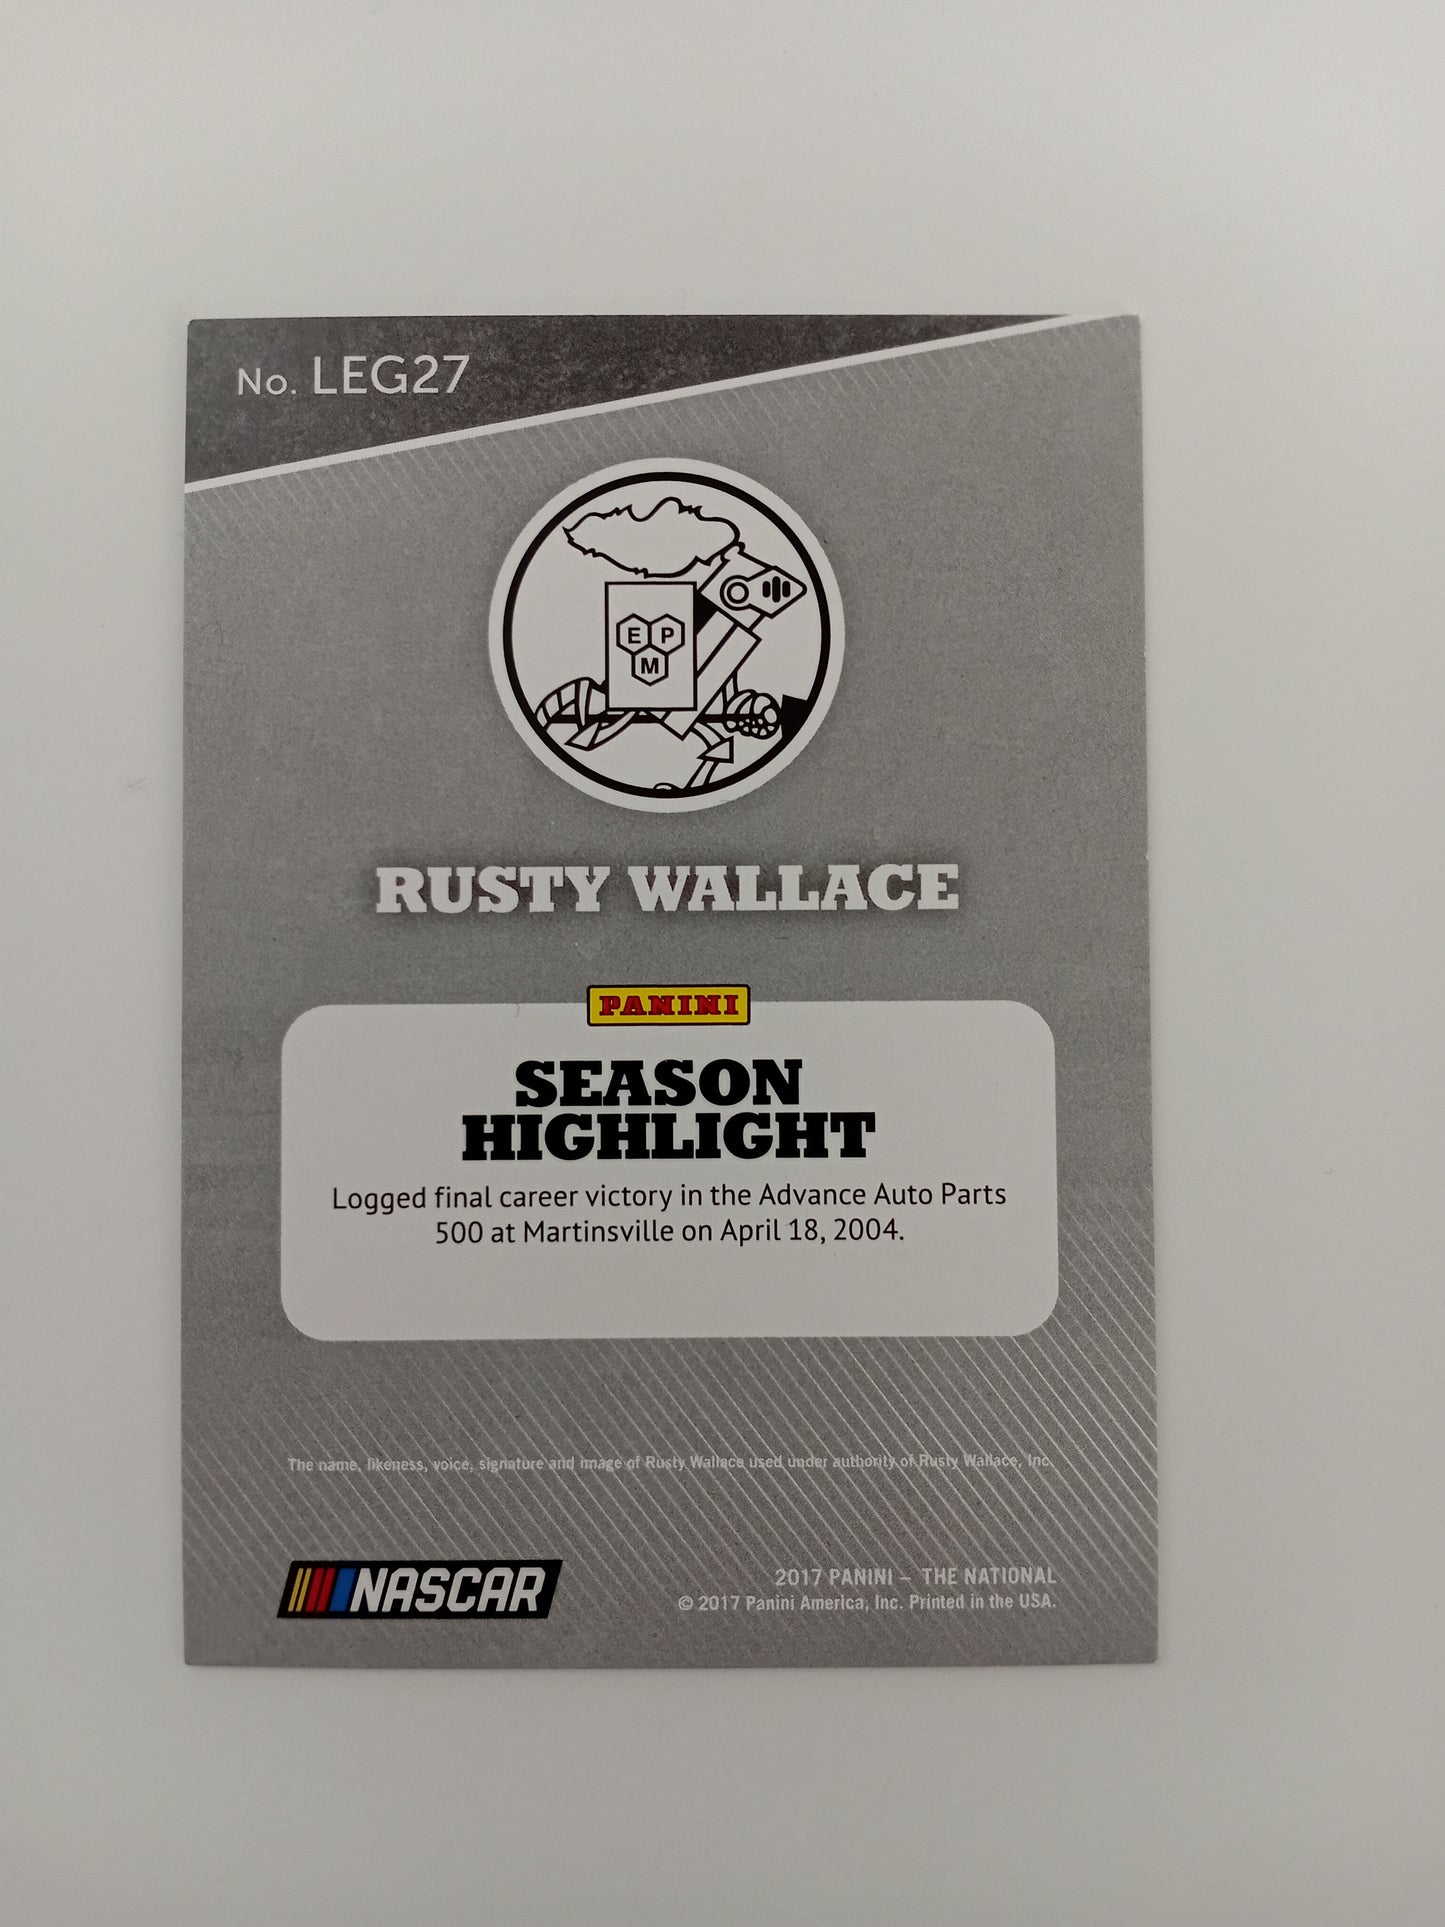 No. LEG27
E P
M
RUSTY WALLACE
PANINI
SEASON
HIGHLIGHT
Logged final career victory in the Advance Auto Parts
500 at Martinsville on April 18, 2004.
The name, likeness, voice, signature and image of Rusty Wallace used under authority of Rusty Wallace, Inc.
NASCAR
2017 PANINI – THE NATIONAL
© 2017 Panini America, Inc. Printed in the USA.